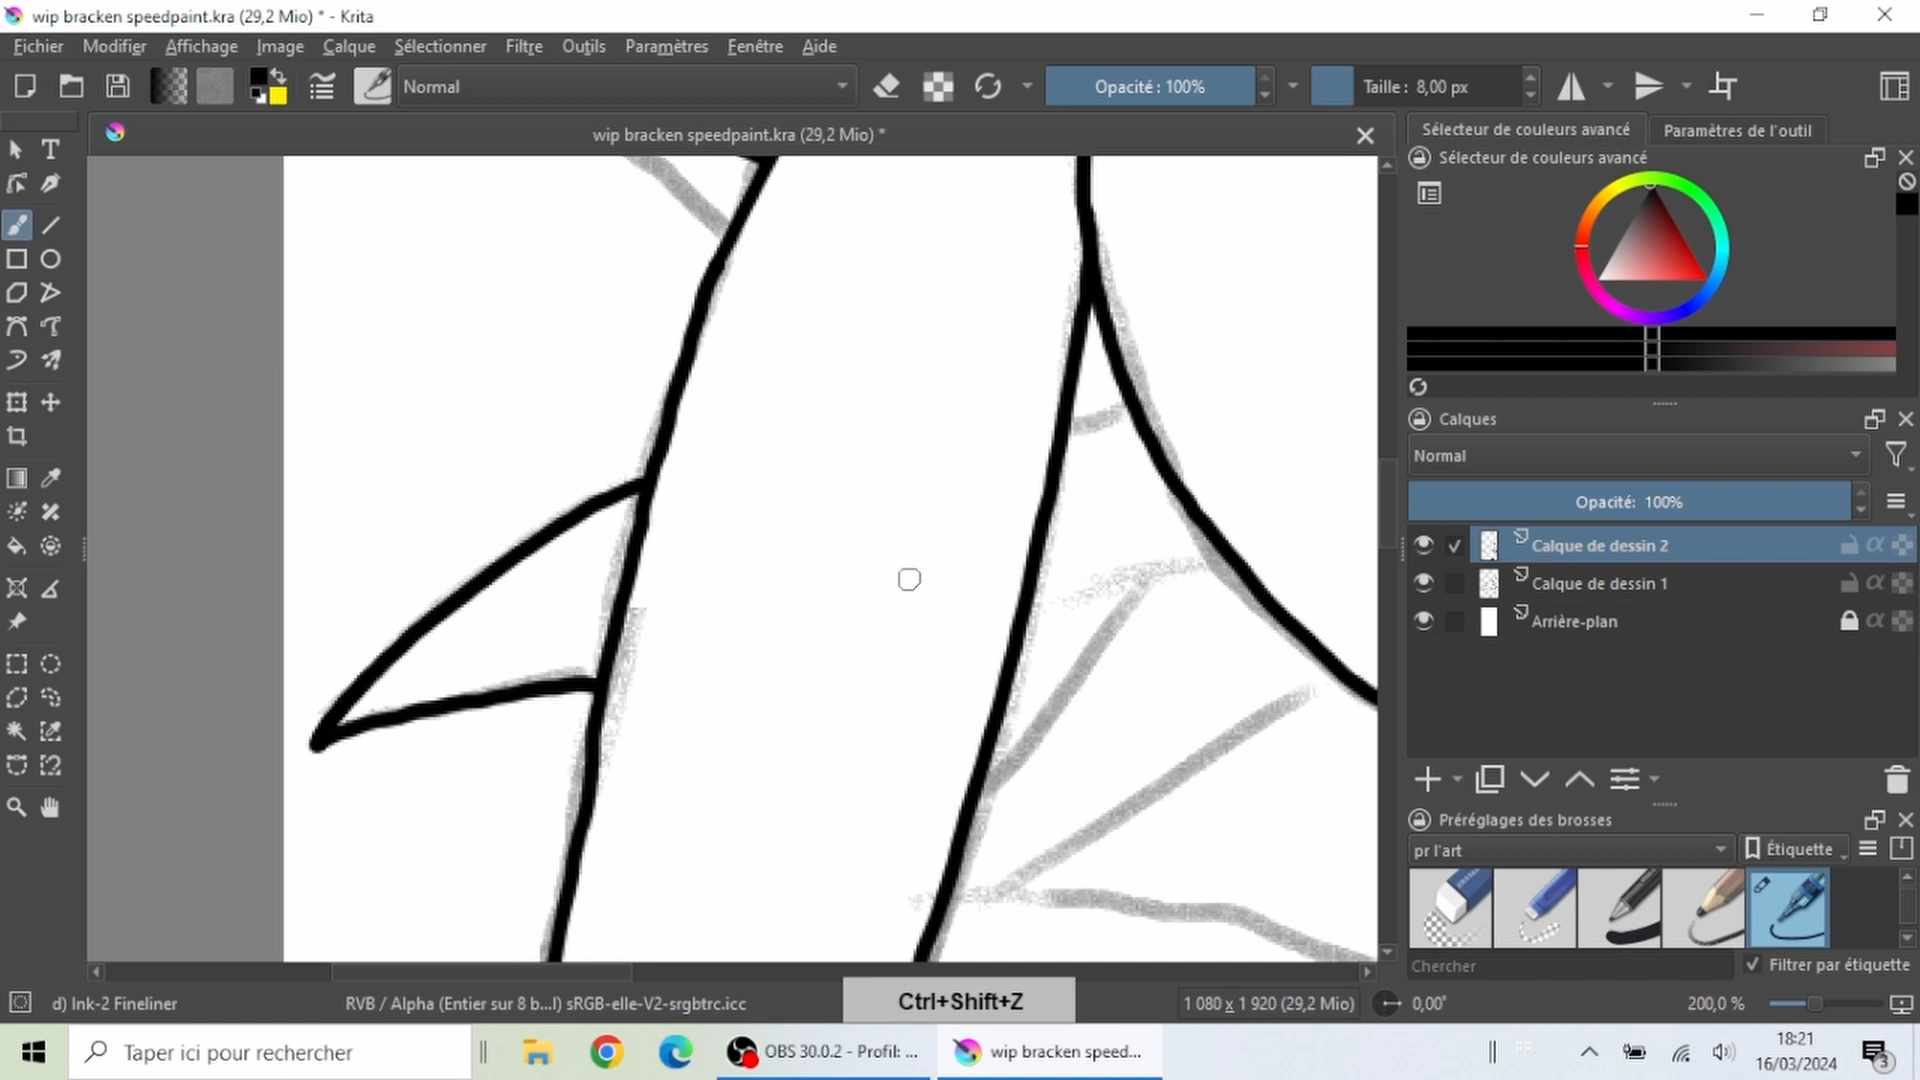 wip bracken speedpaint.kra (29,2 Mio) * - Krita
Fichier Modifier Affichage Image Calque Sélectionner Filtre Outils Paramètres Fenêtre Aide
Normal Opacité : 100% Taille : 8,00 px
wip bracken speedpaint.kra (29,2 Mio) *
Sélecteur de couleurs avancé Paramètres de l'outil
Sélecteur de couleurs avancé
Calques
Normal
Opacité: 100%
Calque de dessin 2
Calque de dessin 1
Arrière-plan
Préréglages des brosses
pr l'art Étiquette
Chercher Filtrer par étiquette
d) Ink-2 Fineliner RVB / Alpha (Entier sur 8 b...l) sRGB-elle-V2-srgbtrc.icc Ctrl+Shift+Z 1 080 x 1 920 (29,2 Mio) 0,00° 200,0 %
Taper ici pour rechercher OBS 30.0.2 - Profil: ... wip bracken speed... 18:21
16/03/2024 3